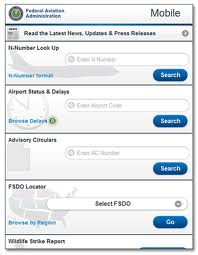 Federal Aviation
Administration
Mobile
NEWS
Read the Latest News, Updates & Press Releases
N-Number Look Up
Enter N Number
N-Number format
Search
Airport Status & Delays
Enter Airport Code
Browse Delays
Search
Advisory Circulars
Enter AC Number
Search
FSDO Locator
Select FSDO
Browse by Region
Go
Wildlife Strike Report